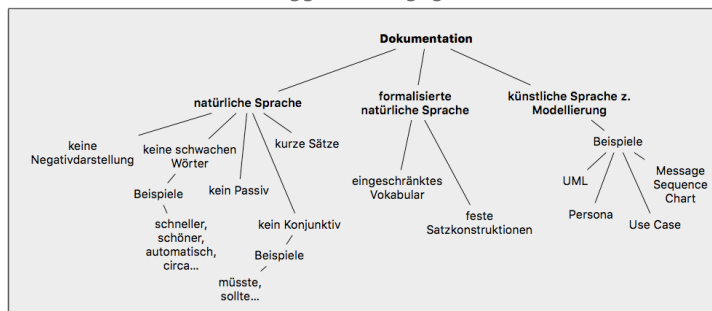 Dokumentation
natürliche Sprache
formalisierte
natürliche Sprache
künstliche Sprache z.
Modellierung
keine
Negativdarstellung
keine schwachen
Wörter
kurze Sätze
Beispiele
kein Passiv
kein Konjunktiv
schneller,
schöner,
automatisch,
circa...
Beispiele
müsste,
sollte...
eingeschränktes
Vokabular
feste
Satzkonstruktionen
Beispiele
UML
Persona
Use Case
Message
Sequence
Chart